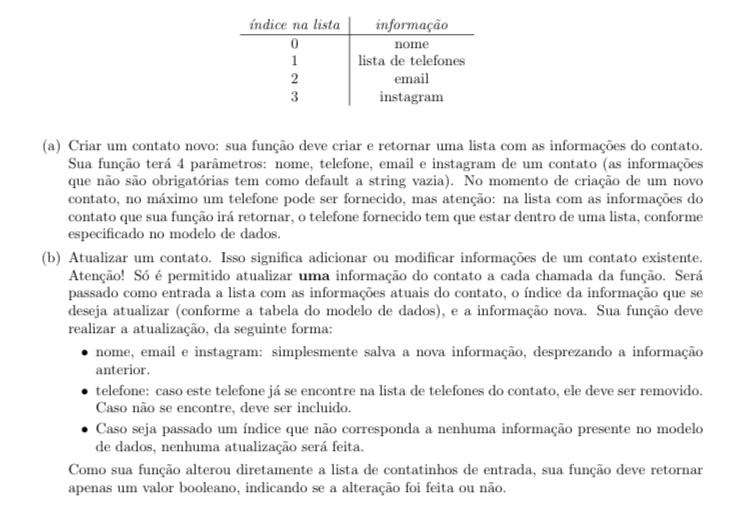 índice na lista informação
0 nome
1 lista de telefones
2 email
3 instagram
(a) Criar um contato novo: sua função deve criar e retornar uma lista com as informações do contato.
Sua função terá 4 parâmetros: nome, telefone, email e instagram de um contato (as informações
que não são obrigatórias tem como default a string vazia). No momento de criação de um novo
contato, no máximo um telefone pode ser fornecido, mas atenção: na lista com as informações do
contato que sua função irá retornar, o telefone fornecido tem que estar dentro de uma lista, conforme
especificado no modelo de dados.
(b) Atualizar um contato. Isso significa adicionar ou modificar informações de um contato existente.
Atenção! Só é permitido atualizar uma informação do contato a cada chamada da função. Será
passado como entrada a lista com as informações atuais do contato, o índice da informação que se
deseja atualizar (conforme a tabela do modelo de dados), e a informação nova. Sua função deve
realizar a atualização, da seguinte forma:
• nome, email e instagram: simplesmente salva a nova informação, desprezando a informação
anterior.
• telefone: caso este telefone já se encontre na lista de telefones do contato, ele deve ser removido.
Caso não se encontre, deve ser incluido.
• Caso seja passado um índice que não corresponda a nenhuma informação presente no modelo
de dados, nenhuma atualização será feita.
Como sua função alterou diretamente a lista de contatinhos de entrada, sua função deve retornar
apenas um valor booleano, indicando se a alteração foi feita ou não.